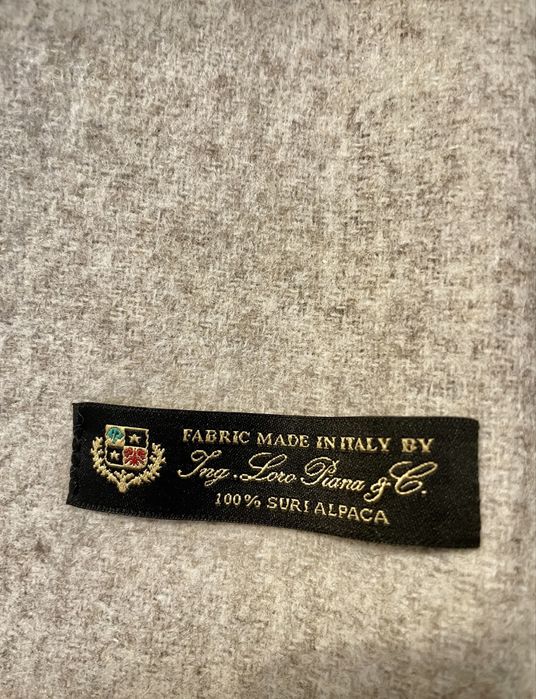 FABRIC MADE IN ITALY BY
Ing. Loro Piana & C.
100% SURI ALPACA